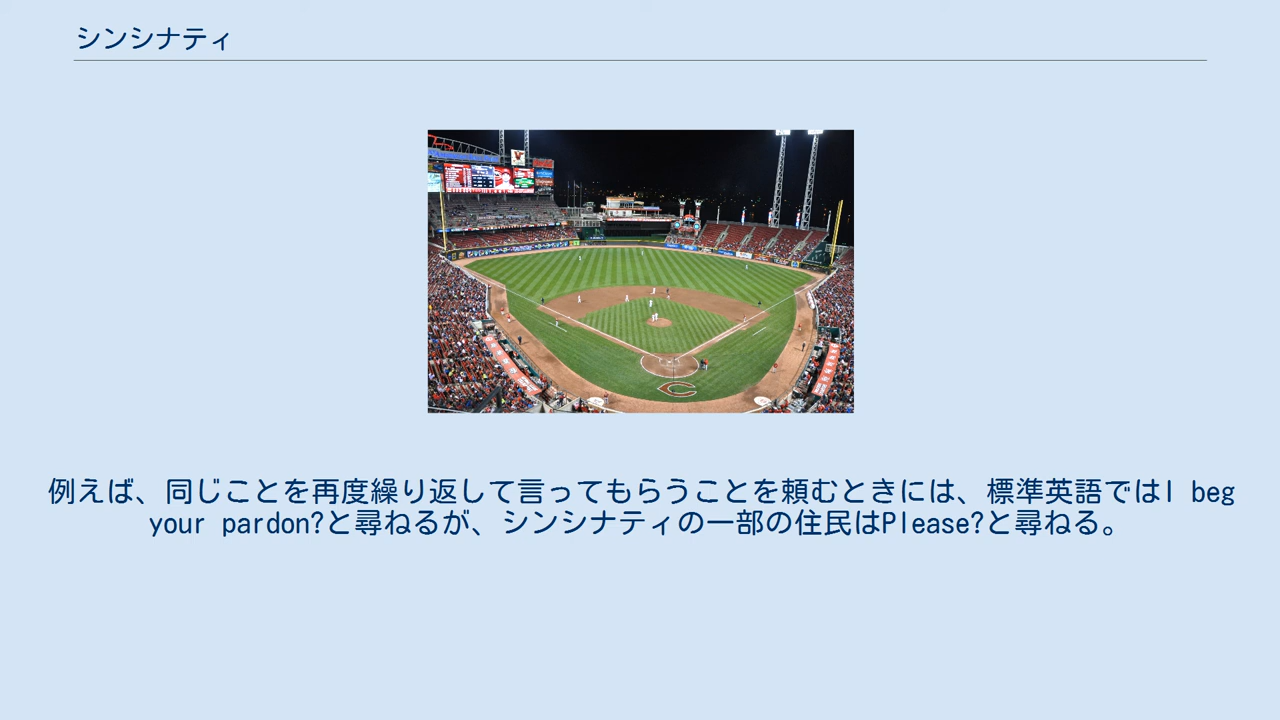 シンシナティ
例えば、同じことを再度繰り返して言ってもらうことを頼むときには、標準英語ではI beg
your pardon?と尋ねるが、シンシナティの一部の住民はPlease?と尋ねる。